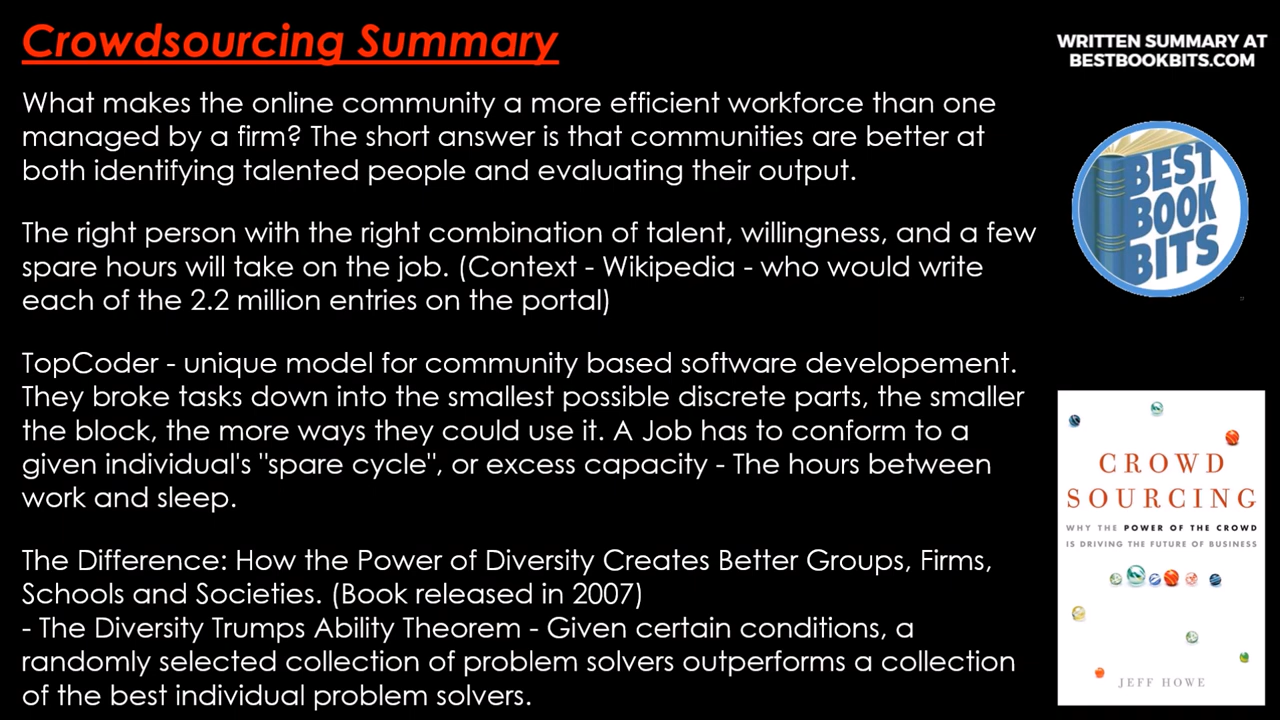 Crowdsourcing Summary
WRITTEN SUMMARY AT
BESTBOOKBITS.COM
What makes the online community a more efficient workforce than one
managed by a firm? The short answer is that communities are better at
both identifying talented people and evaluating their output.
The right person with the right combination of talent, willingness, and a few
spare hours will take on the job. (Context - Wikipedia - who would write
each of the 2.2 million entries on the portal)
TopCoder - unique model for community based software developement.
They broke tasks down into the smallest possible discrete parts, the smaller
the block, the more ways they could use it. A Job has to conform to a
given individual's "spare cycle", or excess capacity - The hours between
work and sleep.
The Difference: How the Power of Diversity Creates Better Groups, Firms,
Schools and Societies. (Book released in 2007)
- The Diversity Trumps Ability Theorem - Given certain conditions, a
randomly selected collection of problem solvers outperforms a collection
of the best individual problem solvers.
BEST
BOOK
BITS
CROWD
SOURCING
WHY THE POWER OF THE CROWD
IS DRIVING THE FUTURE OF BUSINESS
JEFF HOWE